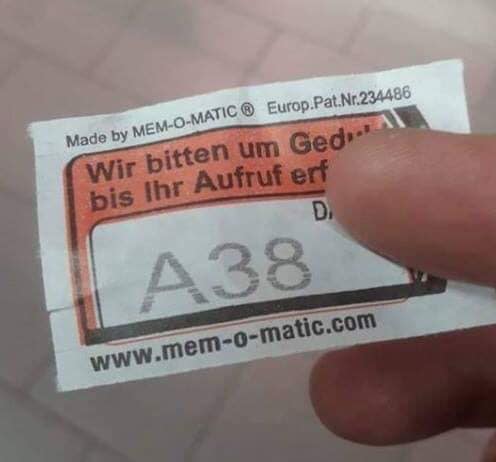 Made by MEM-O-MATIC ® Europ.Pat.Nr.234486
Wir bitten um
bis Ihr Aufruf
A38
www.mem-o-matic.com